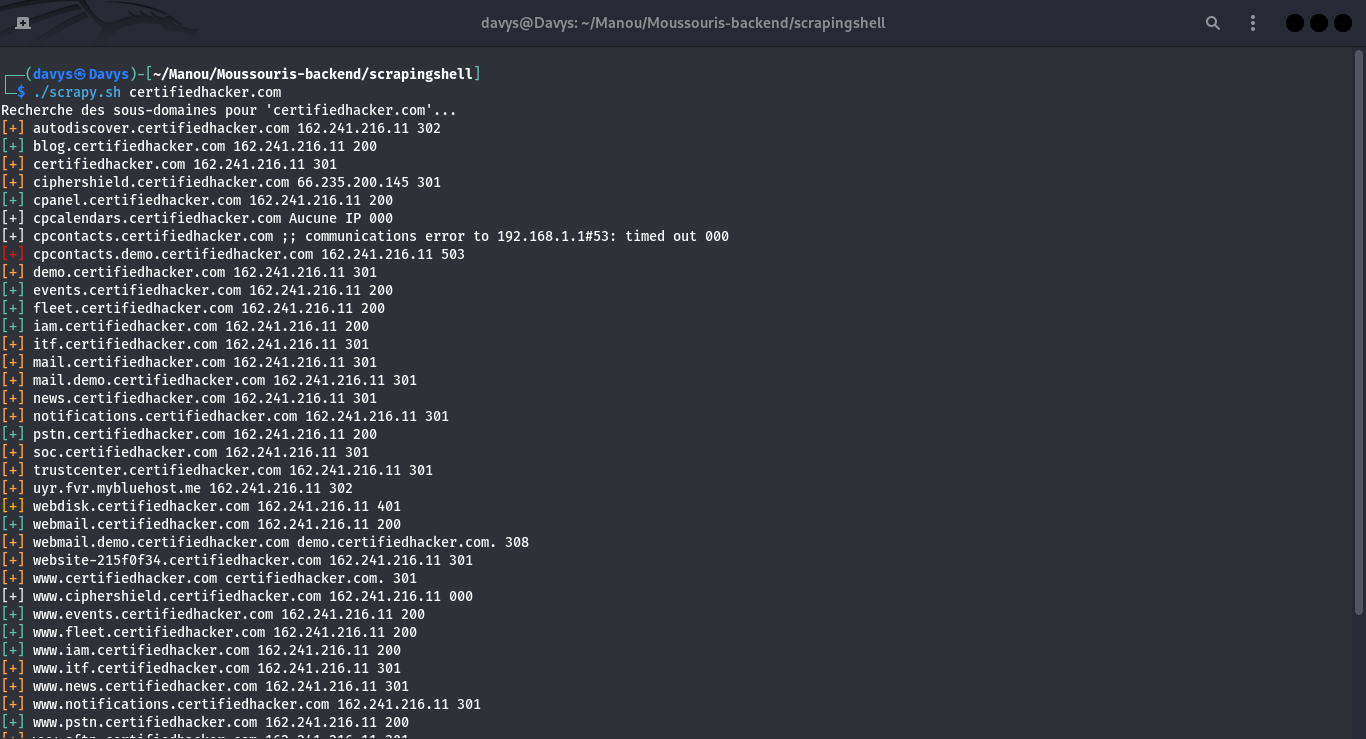 davys@Davys: ~/Manou/Moussouris-backend/scrapingshell
┌──(davys㉿Davys)-[~/Manou/Moussouris-backend/scrapingshell]
└─$ ./scrapy.sh certifiedhacker.com
Recherche des sous-domaines pour 'certifiedhacker.com'...
[+] autodiscover.certifiedhacker.com 162.241.216.11 302
[+] blog.certifiedhacker.com 162.241.216.11 200
[+] certifiedhacker.com 162.241.216.11 301
[+] ciphershield.certifiedhacker.com 66.235.200.145 301
[+] cpanel.certifiedhacker.com 162.241.216.11 200
[+] cpcalendars.certifiedhacker.com Aucune IP 000
[+] cpcontacts.certifiedhacker.com ;; communications error to 192.168.1.1#53: timed out 000
[+] cpcontacts.demo.certifiedhacker.com 162.241.216.11 503
[+] demo.certifiedhacker.com 162.241.216.11 301
[+] events.certifiedhacker.com 162.241.216.11 200
[+] fleet.certifiedhacker.com 162.241.216.11 200
[+] iam.certifiedhacker.com 162.241.216.11 200
[+] itf.certifiedhacker.com 162.241.216.11 301
[+] mail.certifiedhacker.com 162.241.216.11 301
[+] mail.demo.certifiedhacker.com 162.241.216.11 301
[+] news.certifiedhacker.com 162.241.216.11 301
[+] notifications.certifiedhacker.com 162.241.216.11 301
[+] pstn.certifiedhacker.com 162.241.216.11 200
[+] soc.certifiedhacker.com 162.241.216.11 301
[+] trustcenter.certifiedhacker.com 162.241.216.11 301
[+] uyr.fvr.mybluehost.me 162.241.216.11 302
[+] webdisk.certifiedhacker.com 162.241.216.11 401
[+] webmail.certifiedhacker.com 162.241.216.11 200
[+] webmail.demo.certifiedhacker.com demo.certifiedhacker.com. 308
[+] website-215f0f34.certifiedhacker.com 162.241.216.11 301
[+] www.certifiedhacker.com certifiedhacker.com. 301
[+] www.ciphershield.certifiedhacker.com 162.241.216.11 000
[+] www.events.certifiedhacker.com 162.241.216.11 200
[+] www.fleet.certifiedhacker.com 162.241.216.11 200
[+] www.iam.certifiedhacker.com 162.241.216.11 200
[+] www.itf.certifiedhacker.com 162.241.216.11 301
[+] www.news.certifiedhacker.com 162.241.216.11 301
[+] www.notifications.certifiedhacker.com 162.241.216.11 301
[+] www.pstn.certifiedhacker.com 162.241.216.11 200